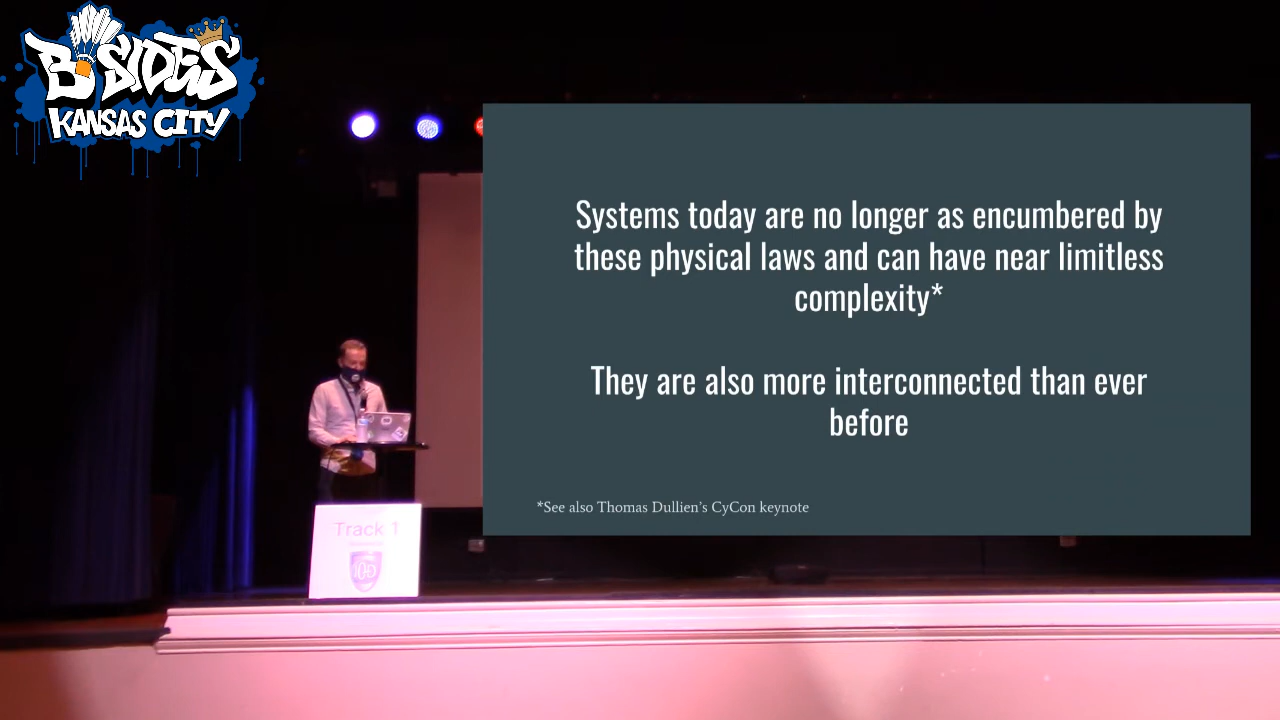 B·SIDES
KANSAS CITY
Systems today are no longer as encumbered by
these physical laws and can have near limitless
complexity*
They are also more interconnected than ever
before
*See also Thomas Dullien's CyCon keynote
Track 1